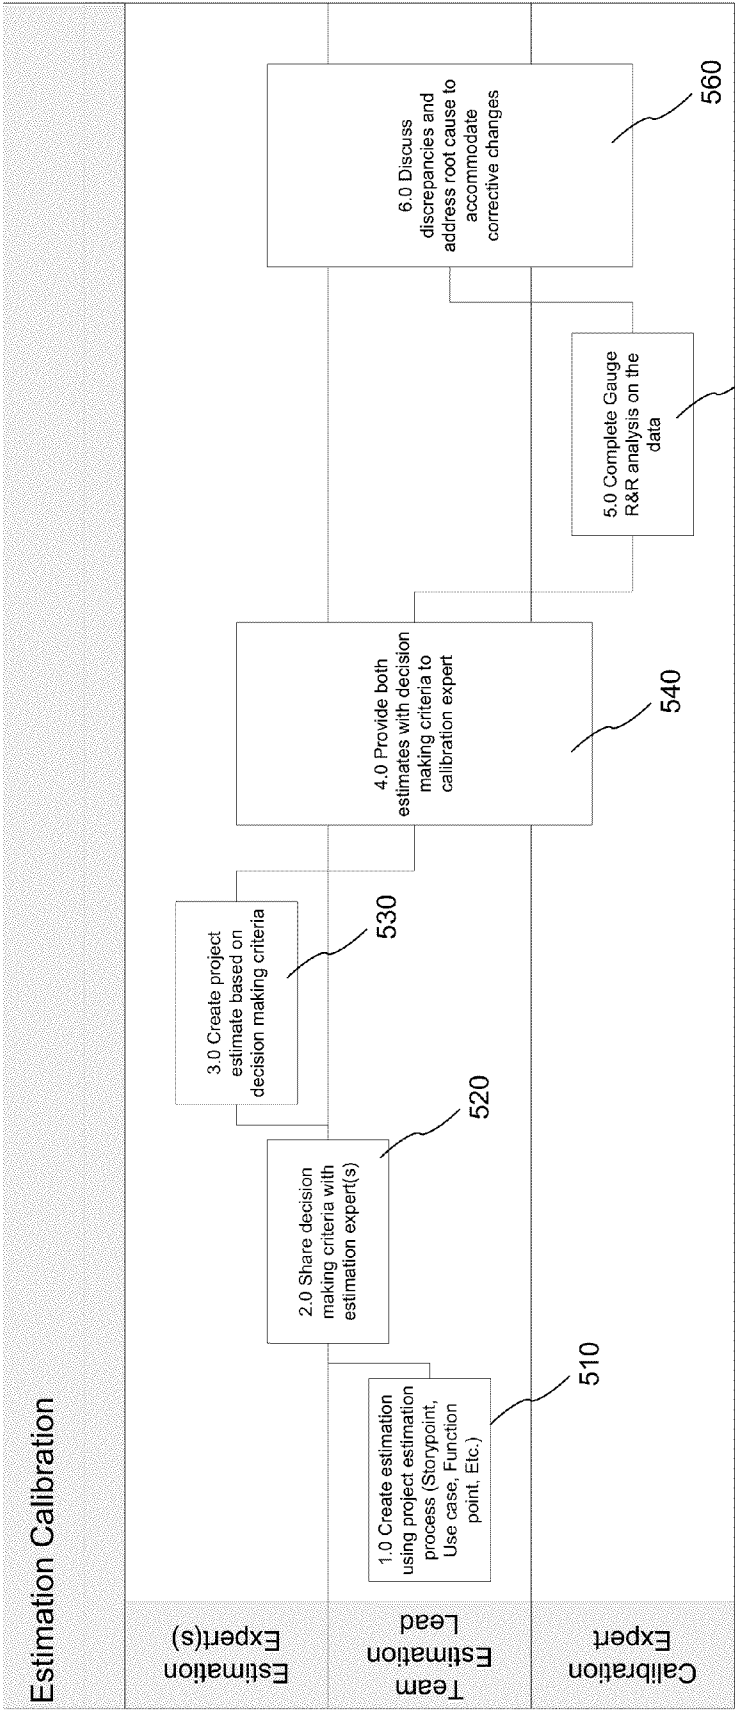 Estimation Calibration
Estimation
Expert(s)
Team
Estimation
Lead
Calibration
Expert
1.0 Create estimation
using project estimation
process (Storypoint,
Use case, Function
point, Etc.)
510
2.0 Share decision
making criteria with
estimation expert(s)
520
3.0 Create project
estimate based on
decision making criteria
530
4.0 Provide both
estimates with decision
making criteria to
calibration expert
540
5.0 Complete Gauge
R&R analysis on the
data
6.0 Discuss
discrepancies and
address root cause to
accommodate
corrective changes
560